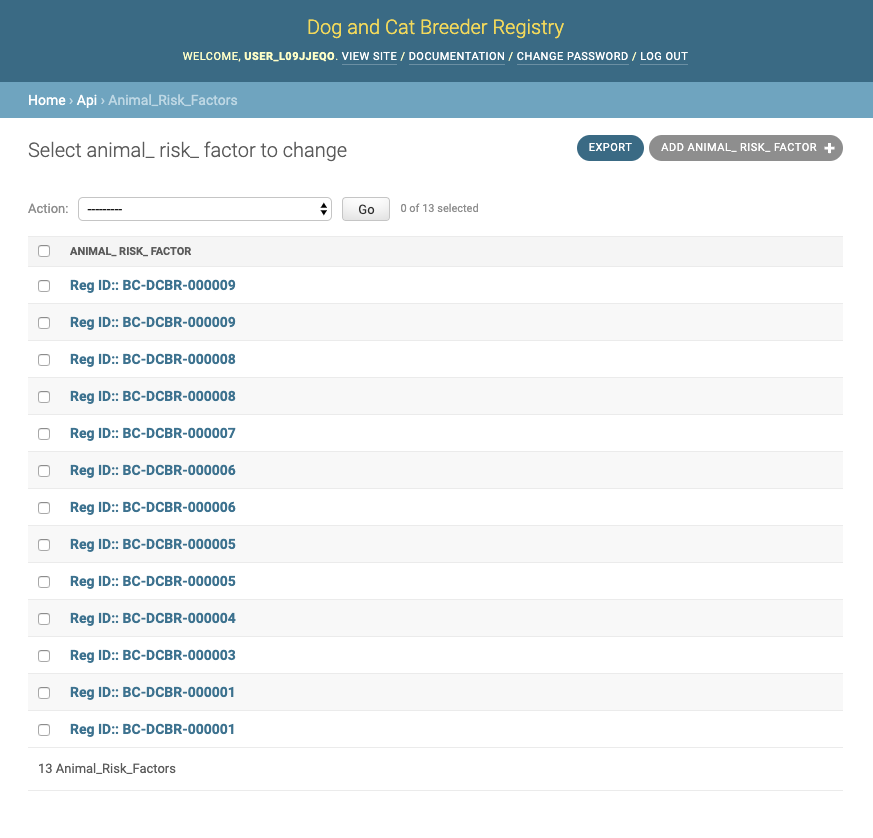 Dog and Cat Breeder Registry
WELCOME, USER_L09JJEQO. VIEW SITE / DOCUMENTATION / CHANGE PASSWORD / LOG OUT
Home › Api › Animal_Risk_Factors
Select animal_ risk_ factor to change
EXPORT
ADD ANIMAL_ RISK_ FACTOR +
Action: --------- Go 0 of 13 selected
ANIMAL_ RISK_ FACTOR
Reg ID:: BC-DCBR-000009
Reg ID:: BC-DCBR-000009
Reg ID:: BC-DCBR-000008
Reg ID:: BC-DCBR-000008
Reg ID:: BC-DCBR-000007
Reg ID:: BC-DCBR-000006
Reg ID:: BC-DCBR-000006
Reg ID:: BC-DCBR-000005
Reg ID:: BC-DCBR-000005
Reg ID:: BC-DCBR-000004
Reg ID:: BC-DCBR-000003
Reg ID:: BC-DCBR-000001
Reg ID:: BC-DCBR-000001
13 Animal_Risk_Factors